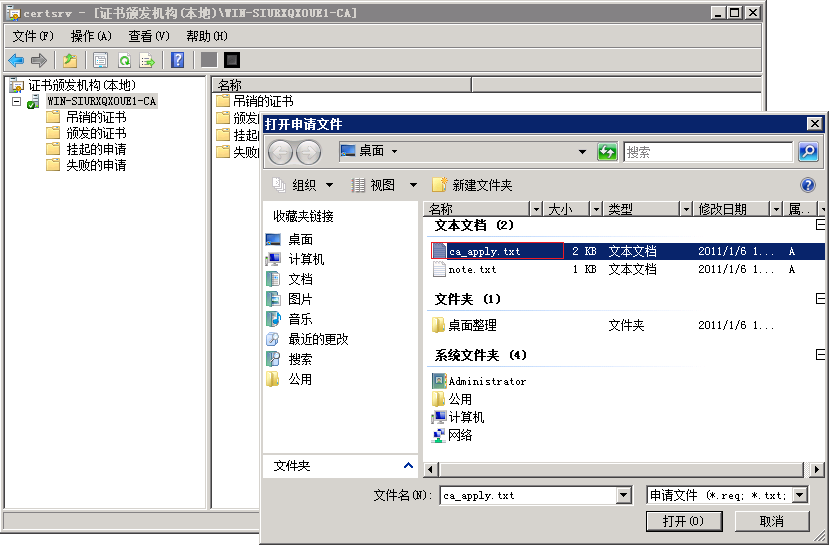 certsrv - [证书颁发机构(本地)\WIN-SIURXQXOUE1-CA]
文件(F) 操作(A) 查看(V) 帮助(H)
证书颁发机构(本地)
WIN-SIURXQXOUE1-CA
吊销的证书
颁发的证书
挂起的申请
失败的申请
名称
吊销的证书
颁发
挂起的
失败的
打开申请文件
桌面
搜索
组织 视图 新建文件夹
收藏夹链接
桌面
计算机
文档
图片
音乐
最近的更改
搜索
公用
文件夹
名称 大小 类型 修改日期 属..
文本文档 (2)
ca_apply.txt 2 KB 文本文档 2011/1/6 1... A
note.txt 1 KB 文本文档 2011/1/6 1... A
文件夹 (1)
桌面整理 文件夹 2011/1/6 1...
系统文件夹 (4)
Administrator
公用
计算机
网络
文件名(N): ca_apply.txt 申请文件 (*.req; *.txt;
打开(O) 取消